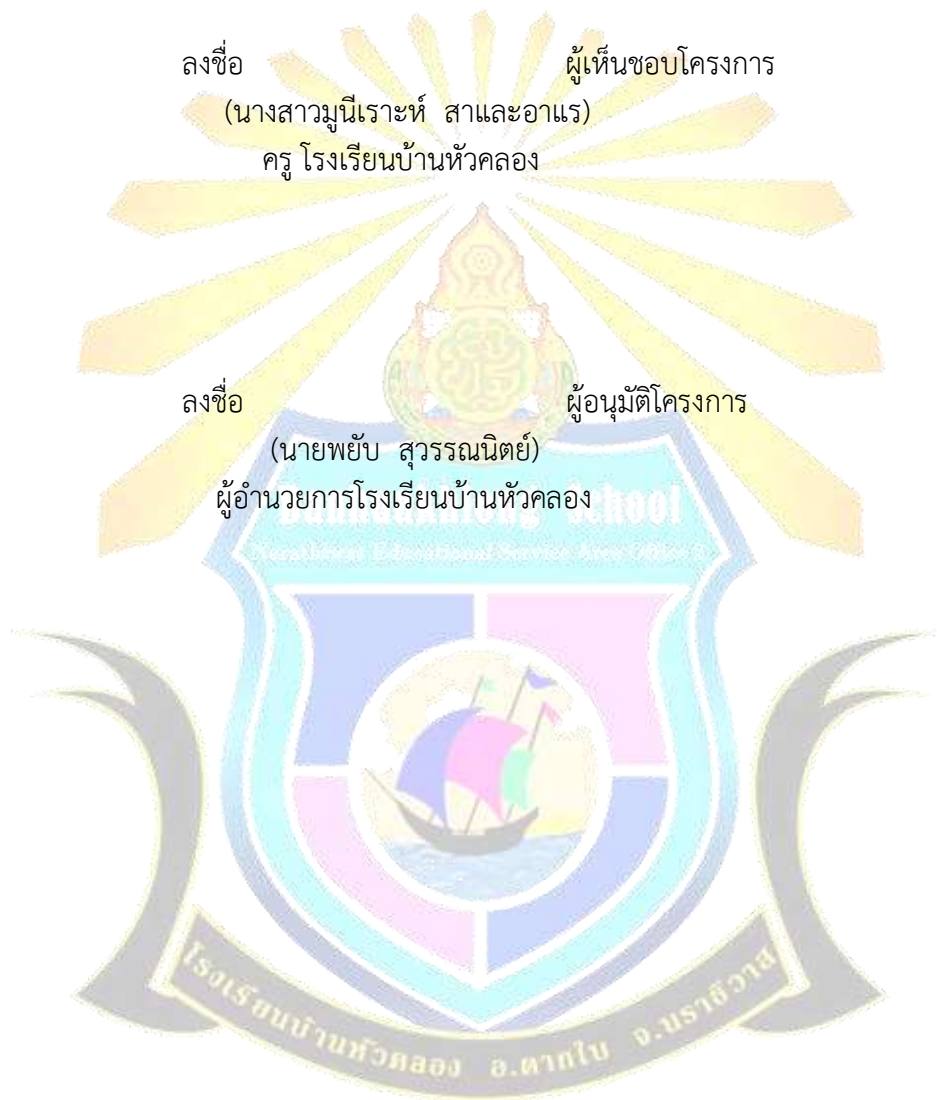 ลงชื่อ ผู้เห็นชอบโครงการ
(นางสาวมูนีเราะห์ สาและอาแร)
ครู โรงเรียนบ้านหัวคลอง
ลงชื่อ ผู้อนุมัติโครงการ
(นายพยับ สุวรรณนิตย์)
ผู้อำนวยการโรงเรียนบ้านหัวคลอง
School
Narathiwat Educational Service Area Office 2
โรงเรียนบ้านหัวคลอง อ.ตากใบ จ.นราธิวาส